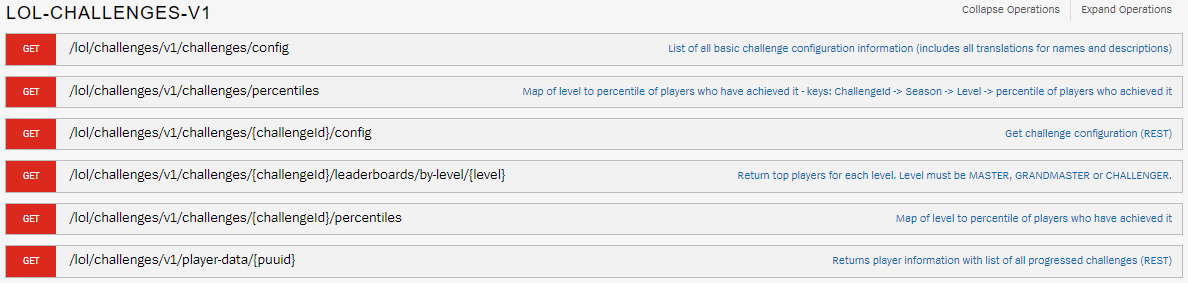 LOL-CHALLENGES-V1
Collapse Operations
Expand Operations
GET /lol/challenges/v1/challenges/config List of all basic challenge configuration information (includes all translations for names and descriptions)
GET /lol/challenges/v1/challenges/percentiles Map of level to percentile of players who have achieved it - keys: ChallengeId -> Season -> Level -> percentile of players who achieved it
GET /lol/challenges/v1/challenges/{challengeId}/config Get challenge configuration (REST)
GET /lol/challenges/v1/challenges/{challengeId}/leaderboards/by-level/{level} Return top players for each level. Level must be MASTER, GRANDMASTER or CHALLENGER.
GET /lol/challenges/v1/challenges/{challengeId}/percentiles Map of level to percentile of players who have achieved it
GET /lol/challenges/v1/player-data/{puuid} Returns player information with list of all progressed challenges (REST)